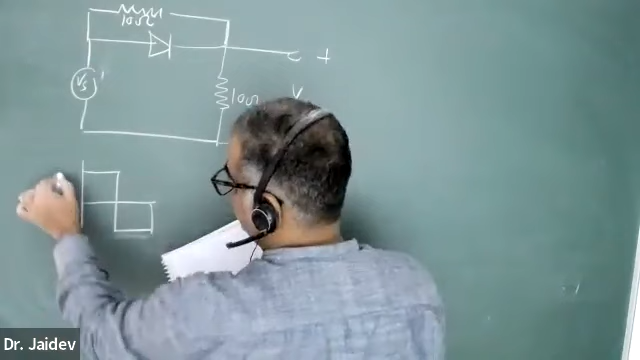 10Ω
Vs
10Ω
+
V
Dr. Jaidev